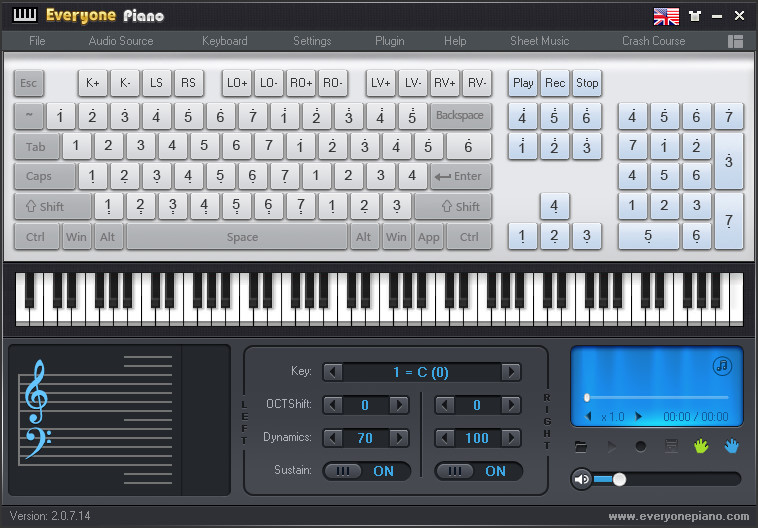 Everyone Piano
File Audio Source Keyboard Settings Plugin Help Sheet Music Crash Course
Esc K+ K- LS RS LO+ LO- RO+ RO- LV+ LV- RV+ RV- Play Rec Stop
~ 1 2 3 4 5 6 7 1 2 3 4 5 Backspace 4 5 6 4 5 6 7
Tab 1 2 3 4 5 6 7 1 2 3 4 5 6 1 2 3 7 1 2 3
Caps 1 2 3 4 5 6 7 1 2 3 4 Enter 4 5 6
Shift 1 2 3 4 5 6 7 1 2 3 Shift 4 1 2 3 7
Ctrl Win Alt Space Alt Win App Ctrl 1 2 3 5 6
Key: 1 = C (0)
LEFT
OCTShift: 0 0
RIGHT
Dynamics: 70 100
Sustain: ON ON
x 1.0 00:00 / 00:00
Version: 2.0.7.14 www.everyonepiano.com